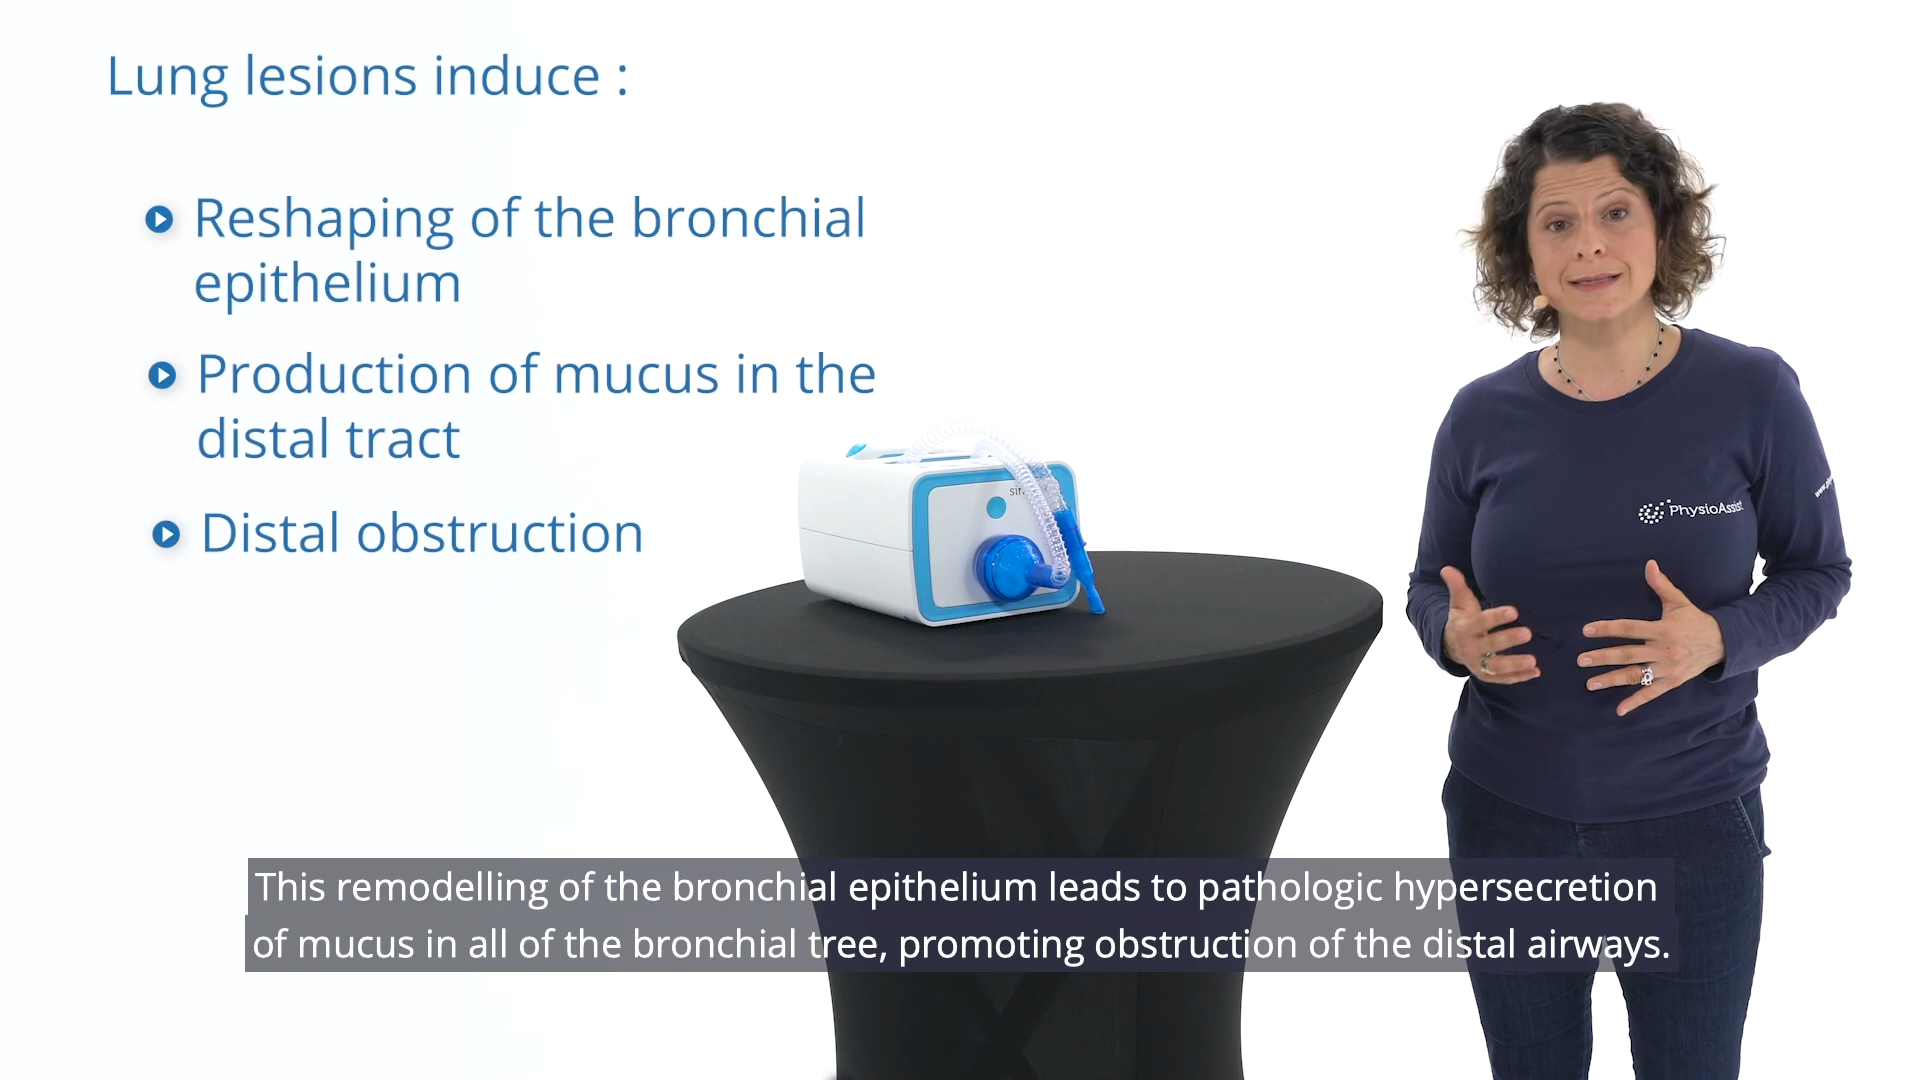 Lung lesions induce :
Reshaping of the bronchial
epithelium
Production of mucus in the
distal tract
Distal obstruction
PhysioAssist
This remodelling of the bronchial epithelium leads to pathologic hypersecretion
of mucus in all of the bronchial tree, promoting obstruction of the distal airways.